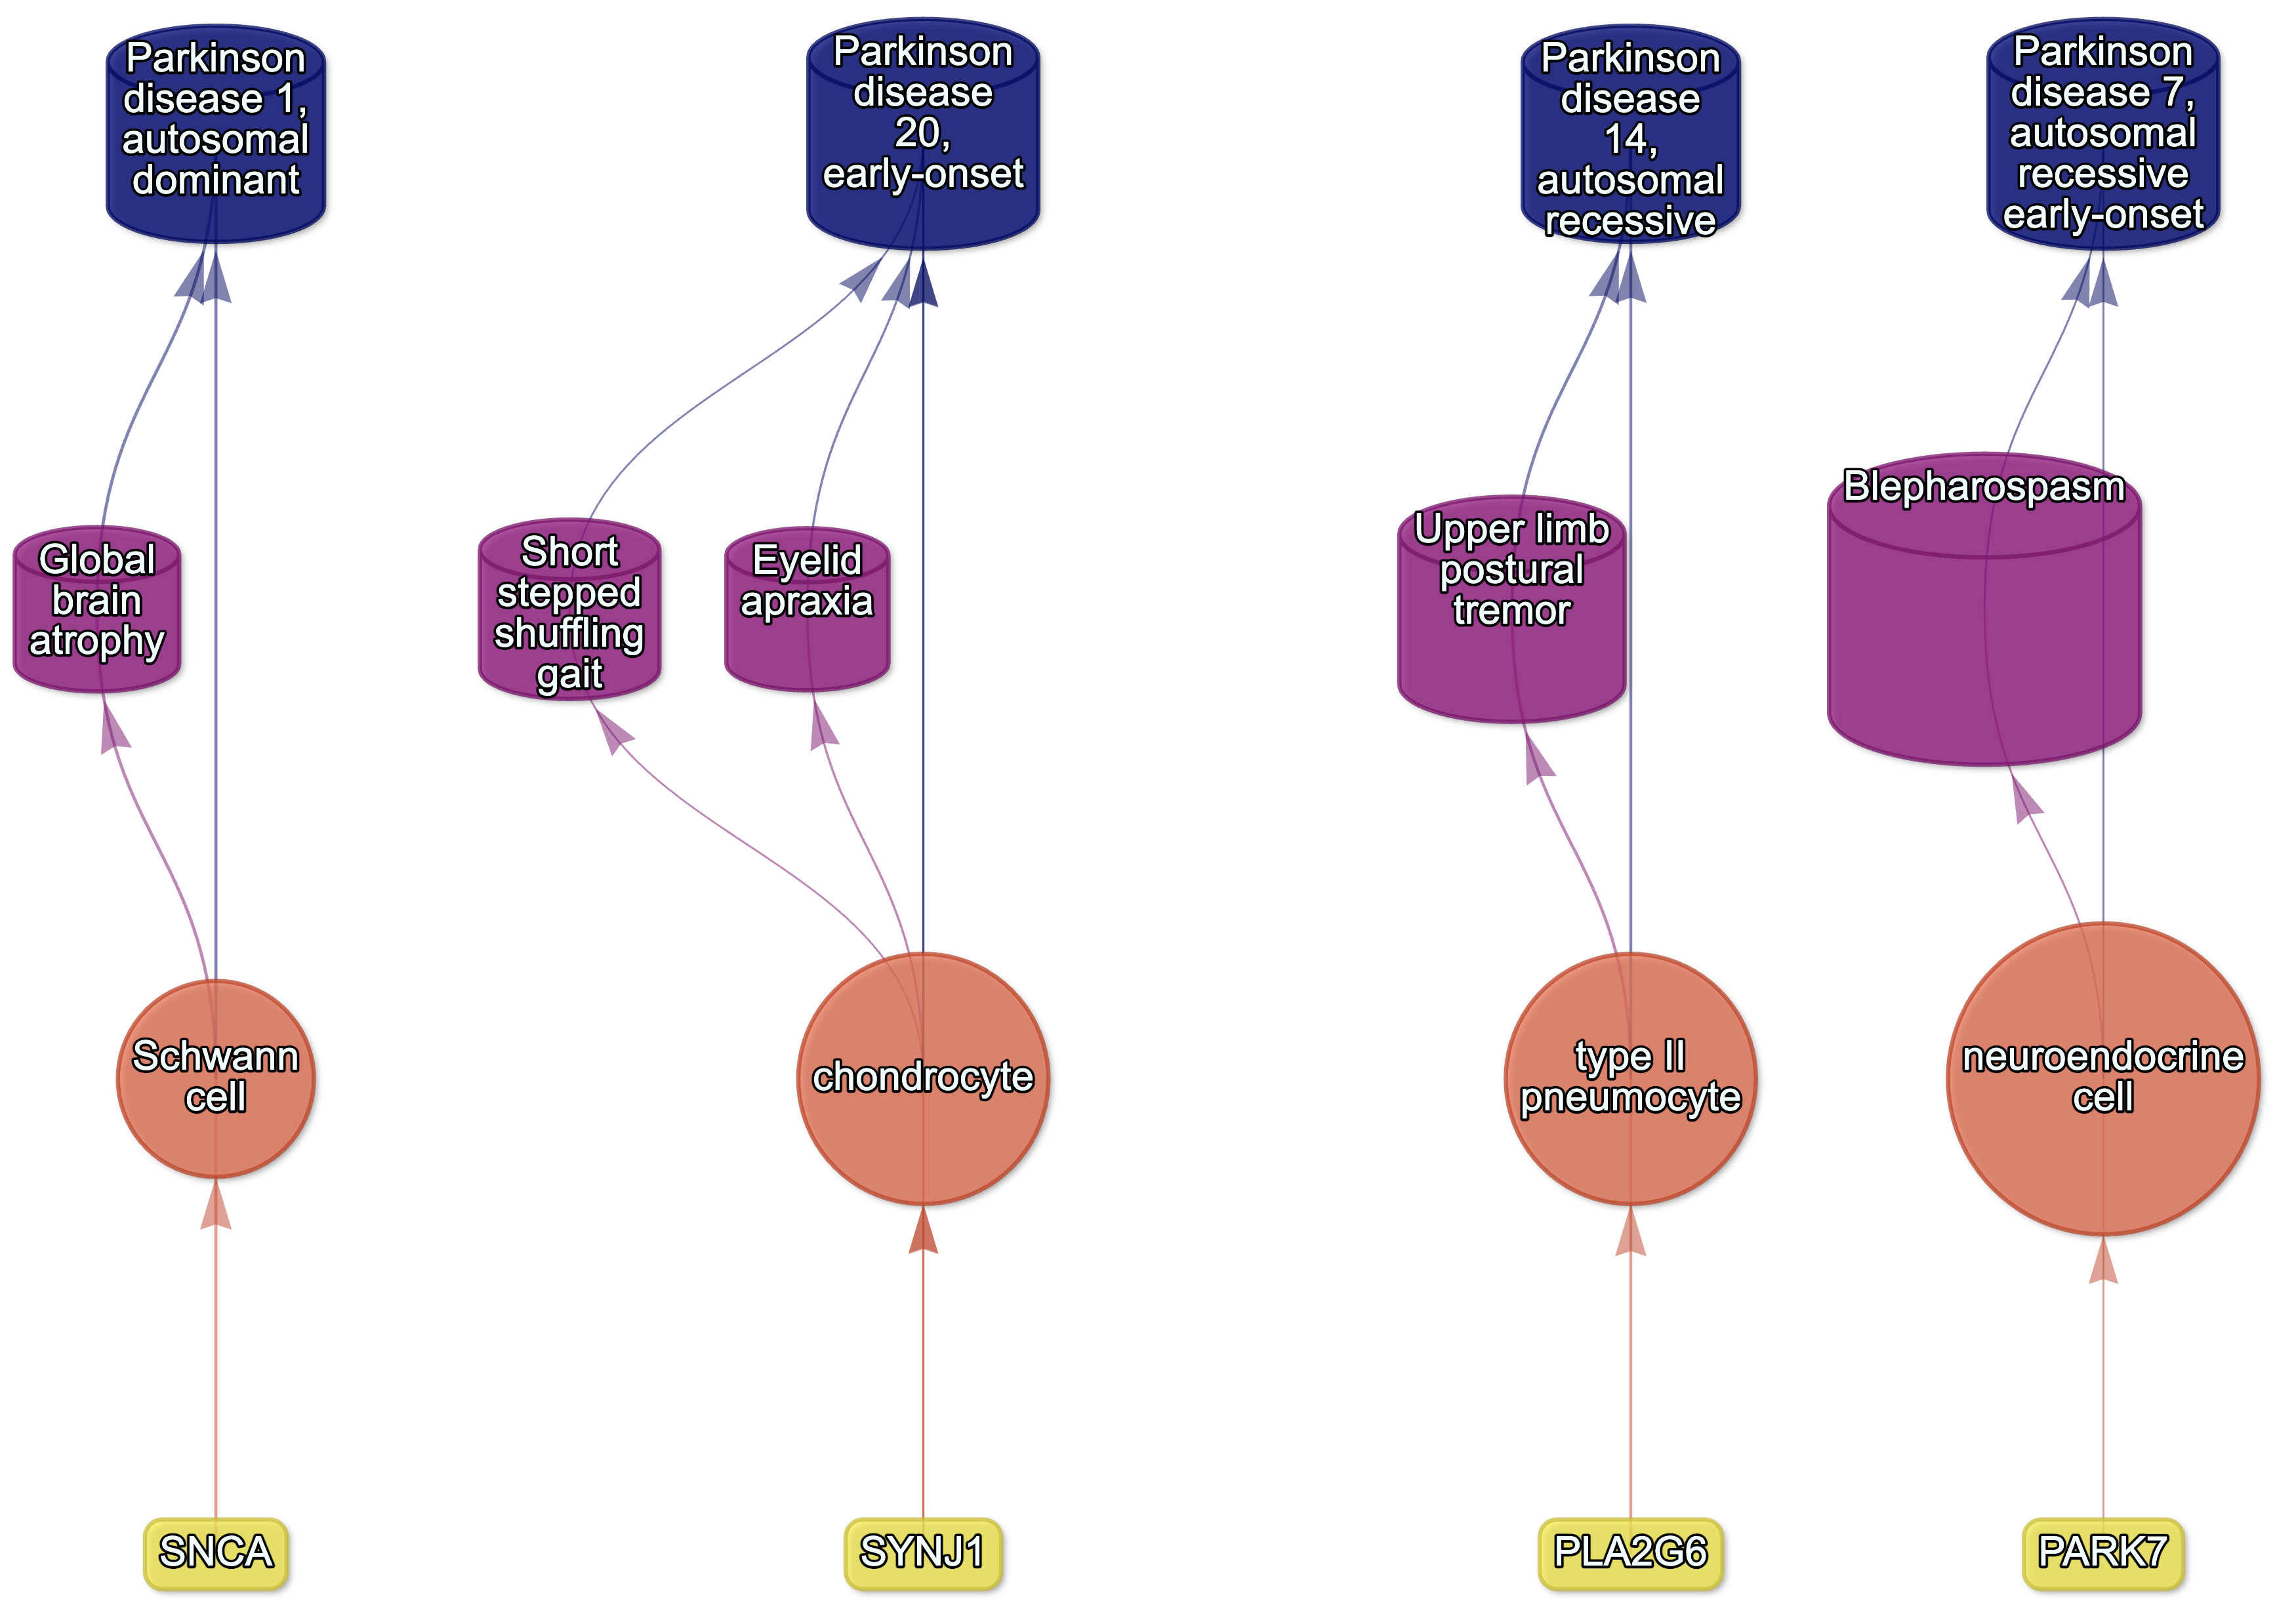 Parkinson
disease 1,
autosomal
dominant
Parkinson
disease
20,
early-onset
Parkinson
disease
14,
autosomal
recessive
Parkinson
disease 7,
autosomal
recessive
early-onset
Global
brain
atrophy
Short
stepped
shuffling
gait
Eyelid
apraxia
Upper limb
postural
tremor
Blepharospasm
Schwann
cell
chondrocyte
type II
pneumocyte
neuroendocrine
cell
SNCA
SYNJ1
PLA2G6
PARK7